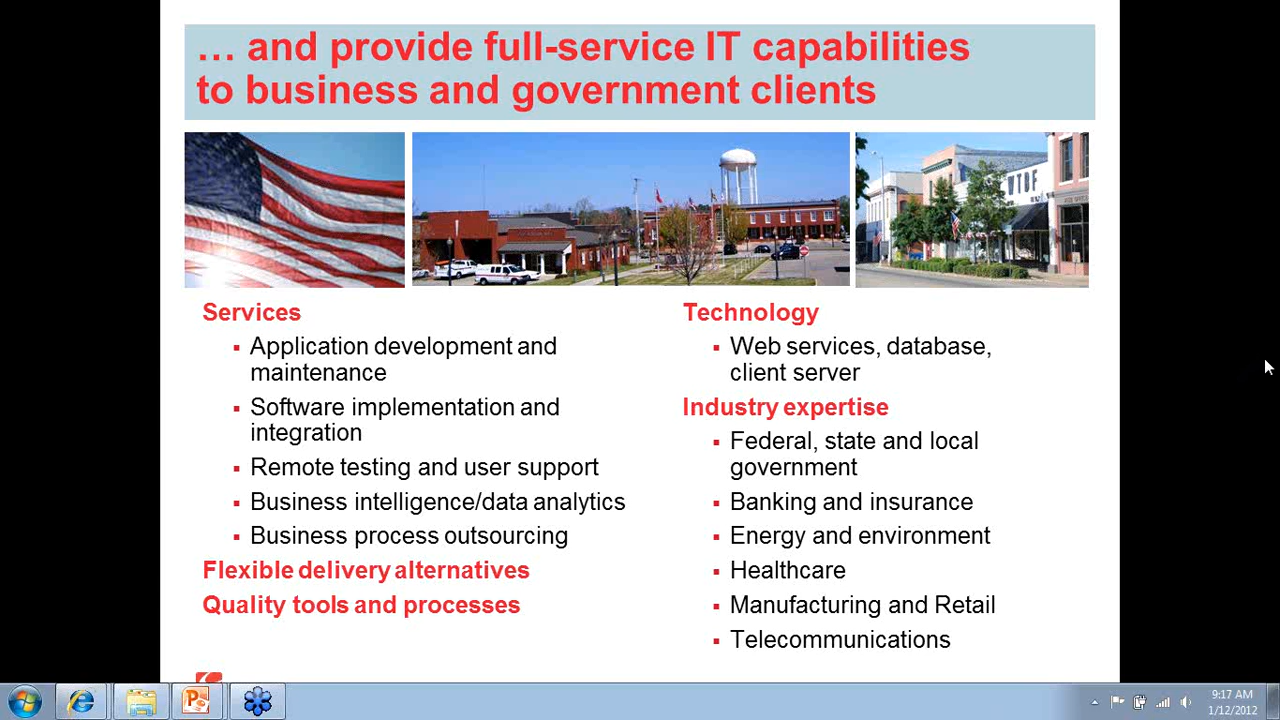 … and provide full-service IT capabilities
to business and government clients
WTBF
Services
▪ Application development and
maintenance
▪ Software implementation and
integration
▪ Remote testing and user support
▪ Business intelligence/data analytics
▪ Business process outsourcing
Flexible delivery alternatives
Quality tools and processes
Technology
▪ Web services, database,
client server
Industry expertise
▪ Federal, state and local
government
▪ Banking and insurance
▪ Energy and environment
▪ Healthcare
▪ Manufacturing and Retail
▪ Telecommunications
9:17 AM
1/12/2012